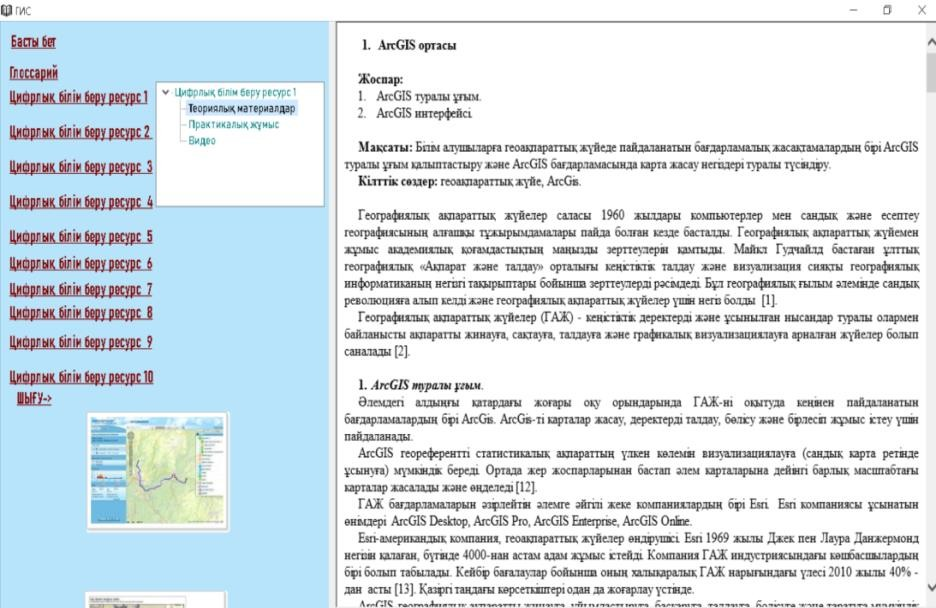 ГИС
Басты бет
Глоссарий
Цифрлық білім беру ресурс 1
Цифрлық білім беру ресурс 2
Цифрлық білім беру ресурс 3
Цифрлық білім беру ресурс 4
Цифрлық білім беру ресурс 5
Цифрлық білім беру ресурс 6
Цифрлық білім беру ресурс 7
Цифрлық білім беру ресурс 8
Цифрлық білім беру ресурс 9
Цифрлық білім беру ресурс 10
ШЫҒУ->
Цифрлық білім беру ресурс 1
Теориялық материалдар
Практикалық жұмыс
Видео
1. ArcGIS ортасы
Жоспар:
1. ArcGIS туралы ұғым.
2. ArcGIS интерфейсі.
Мақсаты: Білім алушыларға геоақпараттық жүйеде пайдаланатын бағдарламалық жасақтамалардың бірі ArcGIS
туралы ұғым қалыптастыру және ArcGIS бағдарламасында карта жасау негіздері туралы түсіндіру.
Кілттік сөздер: геоақпараттық жүйе, ArcGis.
Географиялық ақпараттық жүйелер саласы 1960 жылдары компьютерлер мен сандық және есептеу
географиясының алғашқы тұжырымдамалары пайда болған кезде басталды. Географиялық ақпараттық жүйемен
жұмыс академиялық қоғамдастықтың маңызды зерттеулерін қамтыды. Майкл Гудчайлд бастаған ұлттық
географиялық «Ақпарат және талдау» орталығы кеңістіктік талдау және визуализация сияқты географиялық
информатиканың негізгі тақырыптары бойынша зерттеулерді рәсімдеді. Бұл географиялық ғылым әлемінде сандық
революцияға алып келді және географиялық ақпараттық жүйелер үшін негіз болды [1].
Географиялық ақпараттық жүйелер (ГАЖ) - кеңістіктік деректерді және ұсынылған нысандар туралы олармен
байланысты ақпаратты жинауға, сақтауға, талдауға және графикалық визуализациялауға арналған жүйелер болып
саналады [2].
1. ArcGIS туралы ұғым.
Әлемдегі алдыңғы қатардағы жоғары оқу орындарында ГАЖ-ні оқытуда кеңінен пайдаланатын
бағдарламалардың бірі ArcGis. ArcGis-ті карталар жасау, деректерді талдау, бөлісу және бірлесіп жұмыс істеу үшін
пайдаланады.
ArcGIS геореферентті статистикалық ақпараттың үлкен көлемін визуализациялауға (сандық карта ретінде
ұсынуға) мүмкіндік береді. Ортада жер жоспарларынан бастап әлем карталарына дейінгі барлық масштабтағы
карталар жасалады және өңделеді [12].
ГАЖ бағдарламаларын әзірлейтін әлемге әйгілі жеке компаниялардың бірі Esri. Esri компаниясы ұсынатын
өнімдері ArcGIS Desktop, ArcGIS Pro, ArcGIS Enterprise, ArcGIS Online.
Esri-американдық компания, геоақпараттық жүйелер өндірушісі. Esri 1969 жылы Джек пен Лаура Данжермонд
негізін қалаған, бүгінде 4000-нан астам адам жұмыс істейді. Компания ГАЖ индустриясындағы көшбасшылардың
бірі болып табылады. Кейбір бағалаулар бойынша оның халықаралық ГАЖ нарығындағы үлесі 2010 жылы 40% -
дан асты [13]. Қазіргі таңдағы көрсеткіштері одан да жоғарлау үстінде.
ArcGIS географиялық ақпаратты жинауға, ұйымдастыруға, басқаруға, талдауға, бөлісуге және таратуға мүмкіндік